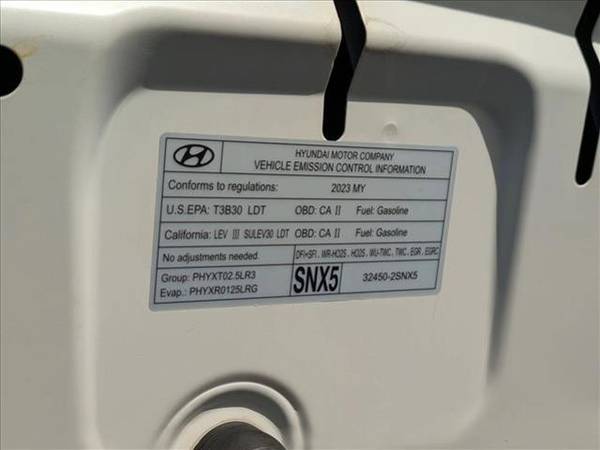 HYUNDAI MOTOR COMPANY
VEHICLE EMISSION CONTROL INFORMATION
Conforms to regulations: 2023 MY
U.S.EPA: T3B30 LDT OBD: CA II Fuel: Gasoline
California: LEV III SULEV30 LDT OBD: CA II Fuel: Gasoline
No adjustments needed. DFI+SFI , WR-HO2S , HO2S , WU-TWC , TWC , EGR , EGRC
Group: PHYXT02.5LR3
Evap.: PHYXR0125LRG
SNX5
32450-2SNX5